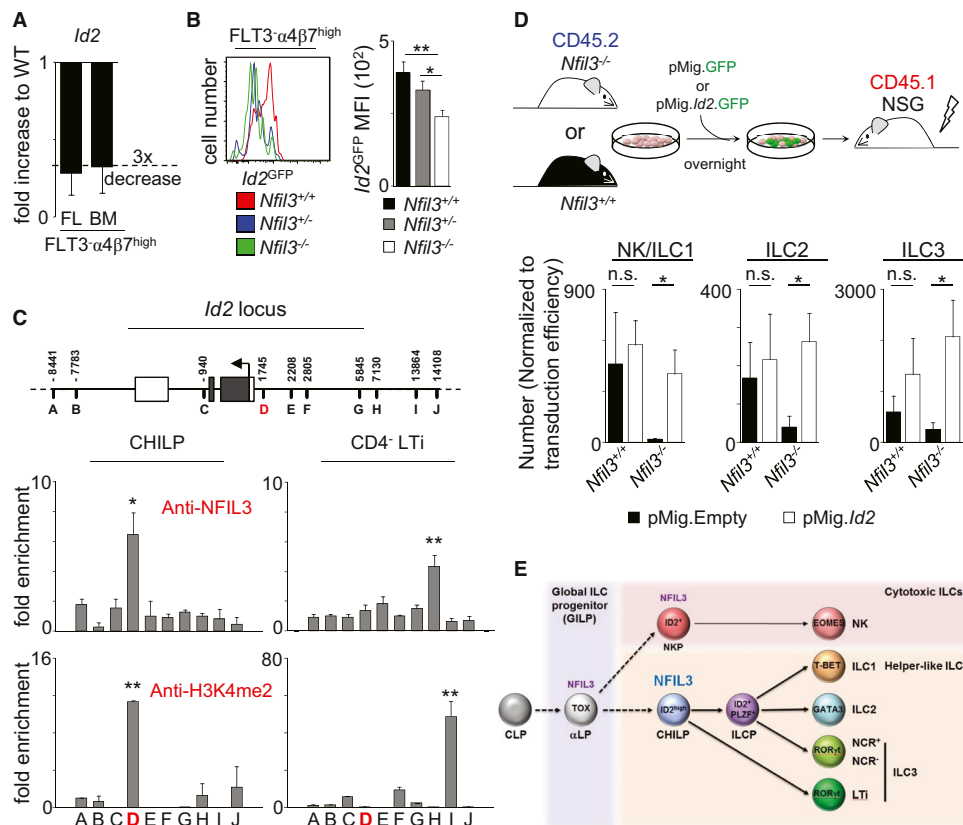 A
Id2
fold increase to WT
1
0
3x
decrease
FL BM
FLT3-α4β7high
B
FLT3-α4β7high
cell number
Id2GFP
Nfil3+/+
Nfil3+/-
Nfil3-/-
Id2GFP MFI (10²)
5
0
**
*
Nfil3+/+
Nfil3+/-
Nfil3-/-
C
Id2 locus
- 8441
- 7783
- 940
1745
2208
2805
5845
7130
13864
14108
A B C D E F G H I J
CHILP
CD4- LTi
fold enrichment
10
0
*
Anti-NFIL3
10
0
**
fold enrichment
16
0
**
Anti-H3K4me2
80
0
**
A B C D E F G H I J
A B C D E F G H I J
D
CD45.2
Nfil3-/-
or
Nfil3+/+
pMig.GFP
or
pMig.Id2.GFP
overnight
CD45.1
NSG
Number (Normalized to
transduction efficiency)
NK/ILC1
n.s. *
900
0
Nfil3+/+ Nfil3-/-
ILC2
n.s. *
400
0
Nfil3+/+ Nfil3-/-
ILC3
n.s. *
3000
0
Nfil3+/+ Nfil3-/-
pMig.Empty pMig.Id2
E
Global ILC
progenitor
(GILP)
Cytotoxic ILCs
NFIL3
ID2+
NKP
EOMES NK
Helper-like ILC
CLP
NFIL3
TOX
αLP
NFIL3
ID2high
CHILP
ID2+
PLZF+
ILCP
T-BET ILC1
GATA3 ILC2
RORγt NCR+
NCR-
ILC3
RORγt LTi